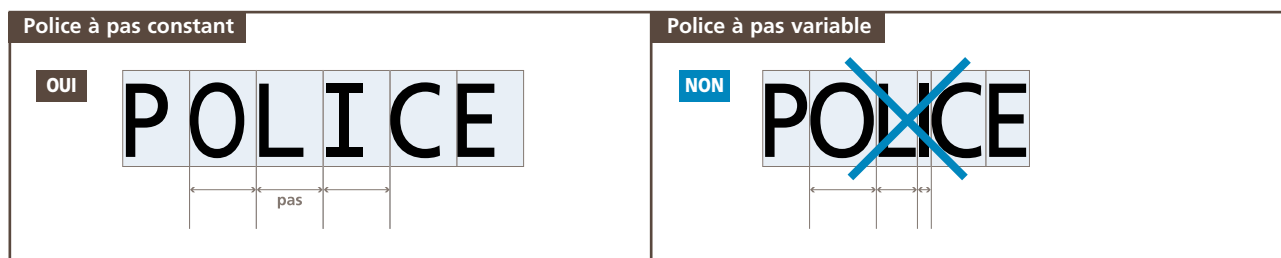 Police à pas constant
OUI
POLICE
pas
Police à pas variable
NON
POLICE